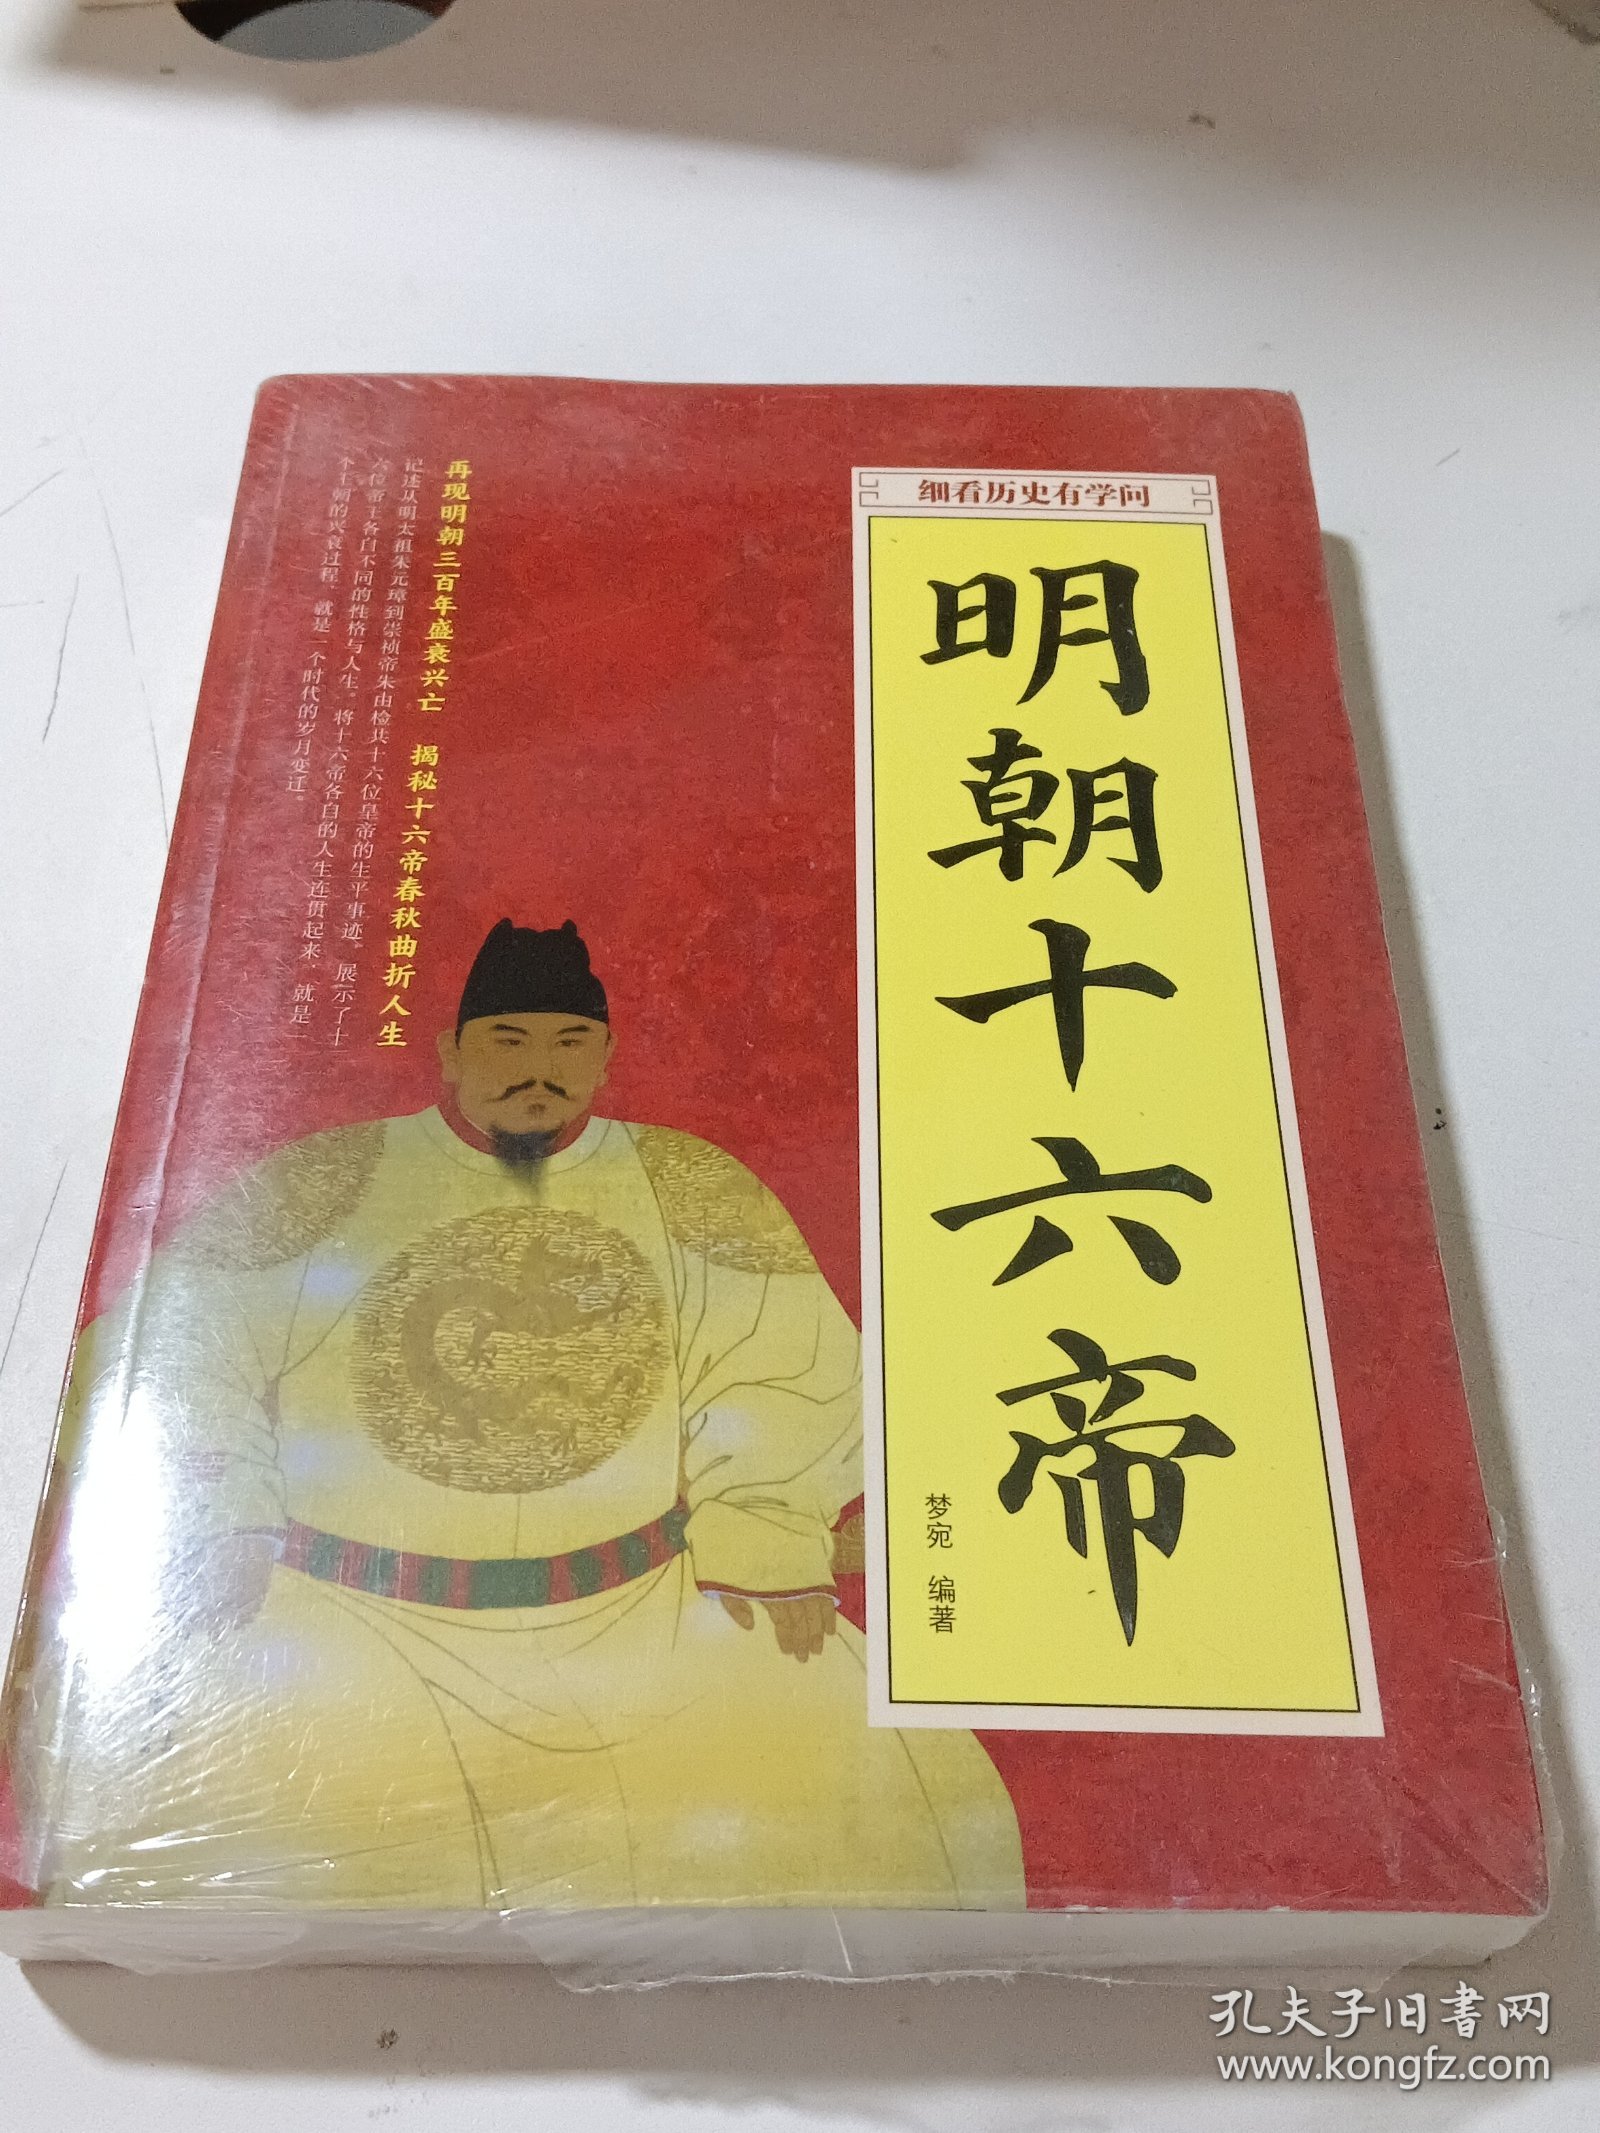 细看历史有学问
明朝十六帝
梦宛 编著
再现明朝三百年盛衰兴亡 揭秘十六帝春秋曲折人生
记述从明太祖朱元璋到崇祯帝朱由检共十六位皇帝的生平事迹，展示了十
六位帝王各自不同的性格与人生。将十六帝各自的人生连贯起来，就是一
个王朝的兴衰过程，就是一个时代的岁月变迁。
孔夫子旧书网
www.kongfz.com